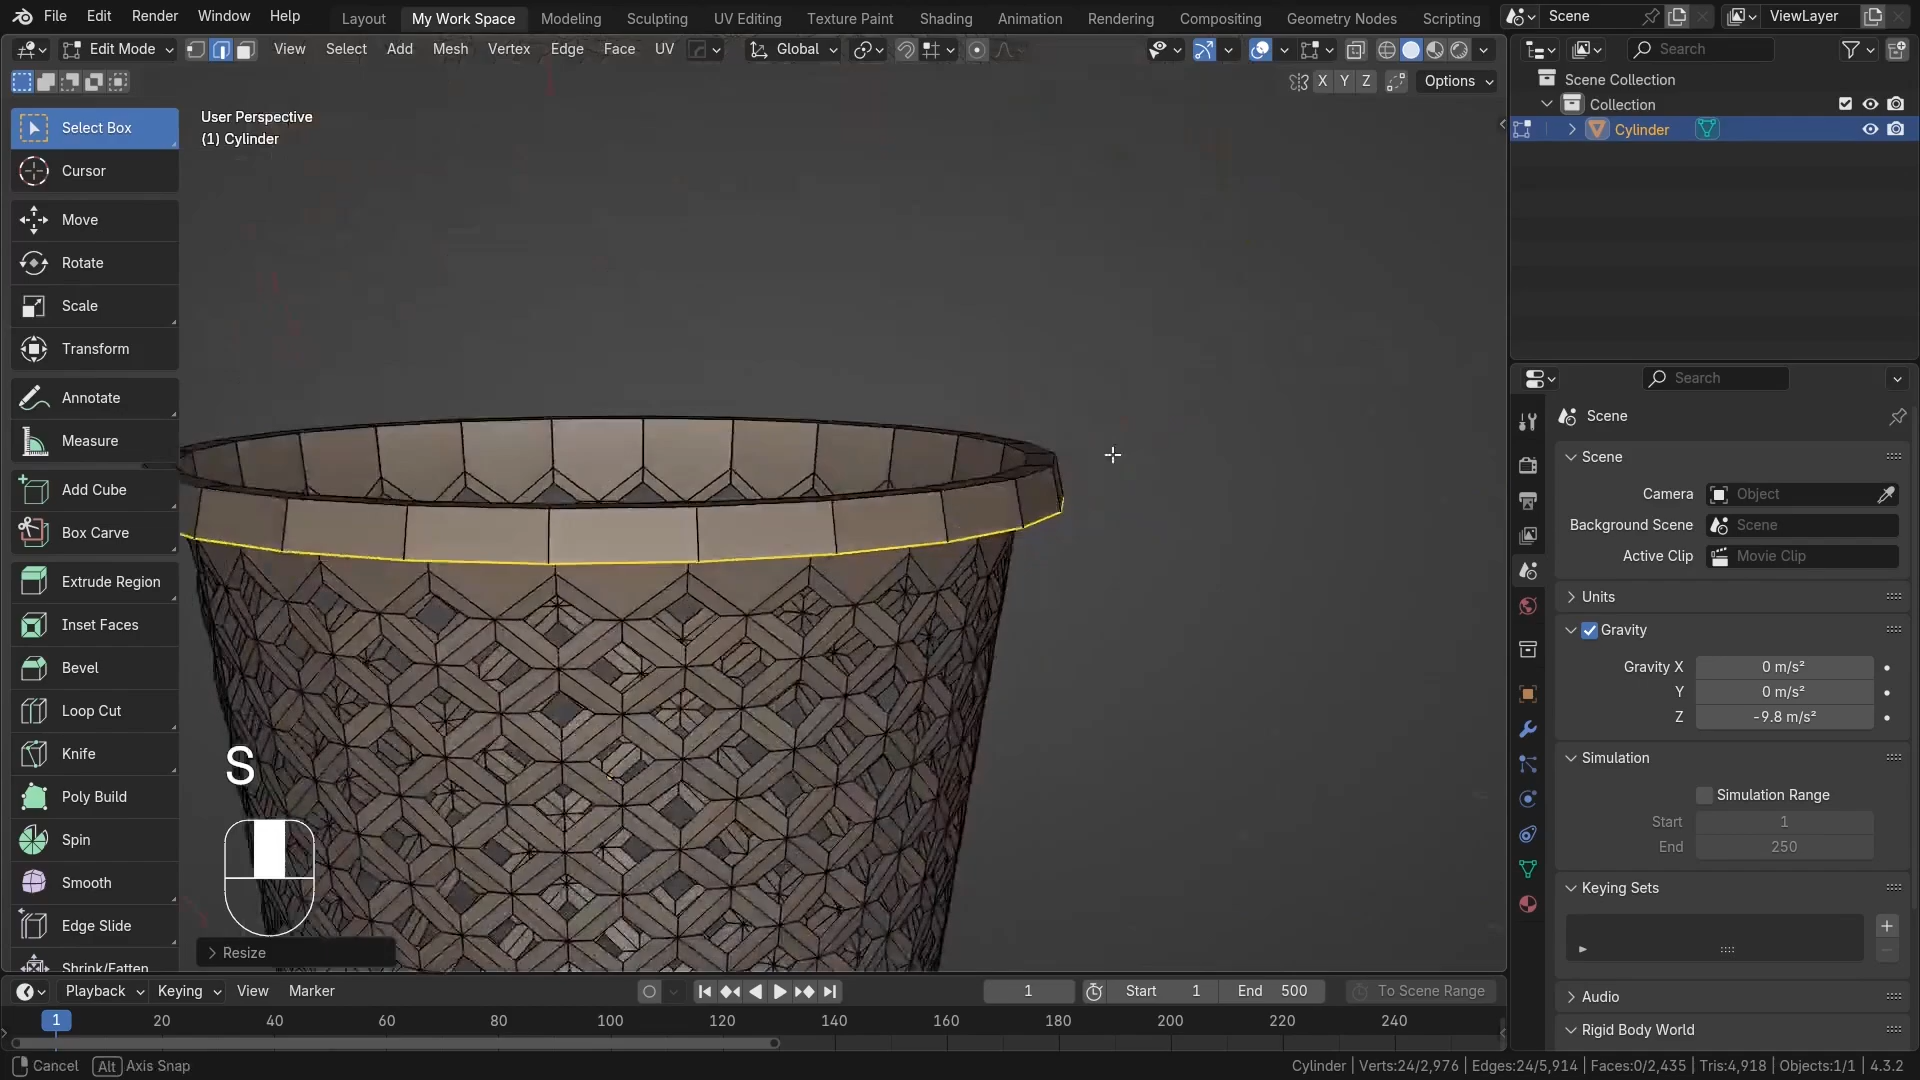 File Edit Render Window Help Layout My Work Space Modeling Sculpting UV Editing Texture Paint Shading Animation Rendering Compositing Geometry Nodes Scripting Scene ViewLayer
Edit Mode View Select Add Mesh Vertex Edge Face UV Global Search
X Y Z Options
Scene Collection
Collection
Cylinder
User Perspective
(1) Cylinder
Select Box
Cursor
Move
Rotate
Scale
Transform
Annotate
Measure
Add Cube
Box Carve
Extrude Region
Inset Faces
Bevel
Loop Cut
Knife
Poly Build
Spin
Smooth
Edge Slide
Shrink/Fatten
S
Resize
Search
Scene
Scene
Camera Object
Background Scene Scene
Active Clip Movie Clip
Units
Gravity
Gravity X 0 m/s²
Y 0 m/s²
Z -9.8 m/s²
Simulation
Simulation Range
Start 1
End 250
Keying Sets
Audio
Rigid Body World
Playback Keying View Marker 1 Start 1 End 500 To Scene Range
1 20 40 60 80 100 120 140 160 180 200 220 240
Cancel Alt Axis Snap Cylinder | Verts:24/2,976 | Edges:24/5,914 | Faces:0/2,435 | Tris:4,918 | Objects:1/1 | 4.3.2